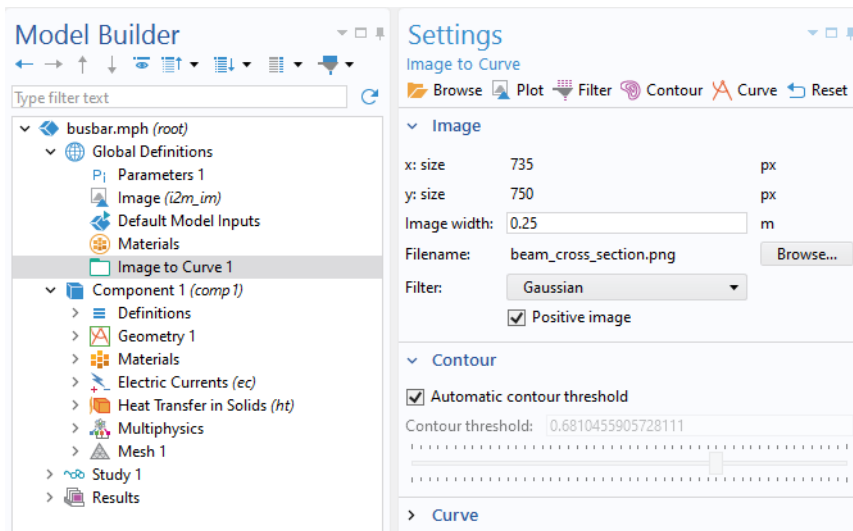 Model Builder
Type filter text
busbar.mph (root)
Global Definitions
Pi Parameters 1
Image (i2m_im)
Default Model Inputs
Materials
Image to Curve 1
Component 1 (comp1)
Definitions
Geometry 1
Materials
Electric Currents (ec)
Heat Transfer in Solids (ht)
Multiphysics
Mesh 1
Study 1
Results
Settings
Image to Curve
Browse Plot Filter Contour Curve Reset
Image
x: size 735 px
y: size 750 px
Image width: 0.25 m
Filename: beam_cross_section.png Browse...
Filter: Gaussian
Positive image
Contour
Automatic contour threshold
Contour threshold: 0.6810455905728111
Curve